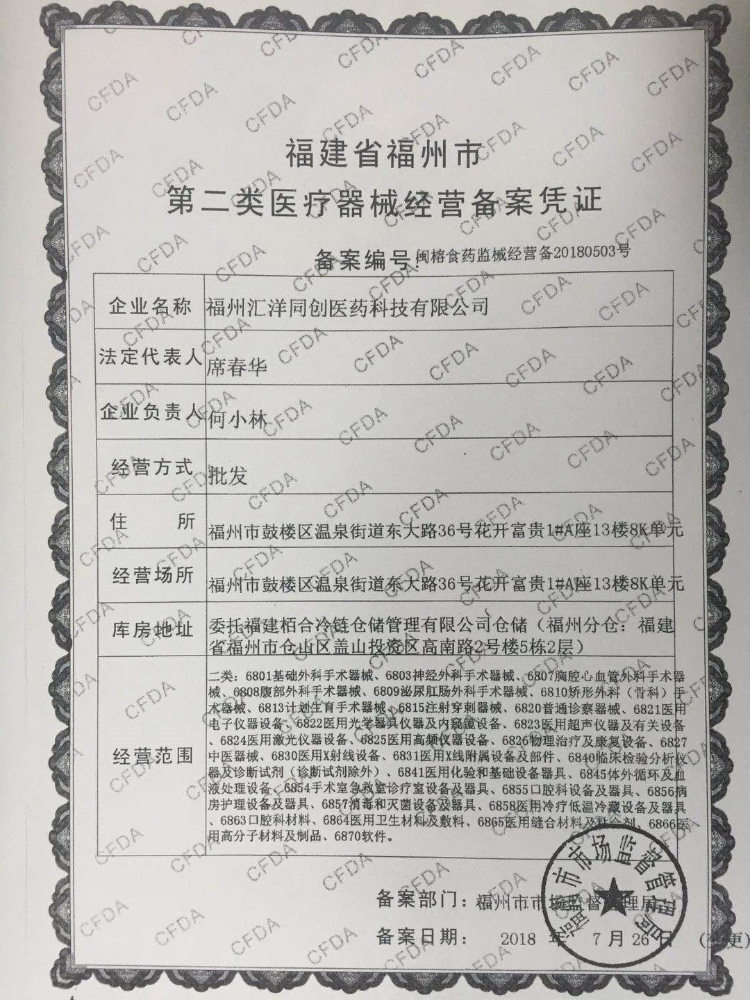 福建省福州市
第二类医疗器械经营备案凭证
备案编号 闽榕食药监械经营备20180503号
企业名称 福州汇洋同创医药科技有限公司
法定代表人 席春华
企业负责人 何小林
经营方式 批发
住 所 福州市鼓楼区温泉街道东大路36号花开富贵1#A座13楼8K单元
经营场所 福州市鼓楼区温泉街道东大路36号花开富贵1#A座13楼8K单元
库房地址 委托福建栢合冷链仓储管理有限公司仓储（福州分仓：福建
省福州市仓山区盖山投资区高南路2号楼5栋2层）
经营范围
二类：6801基础外科手术器械、6803神经外科手术器械、6807胸腔心血管外科手术器
械、6808腹部外科手术器械、6809泌尿肛肠外科手术器械、6810矫形外科（骨科）手
术器械、6813计划生育手术器械、6815注射穿刺器械、6820普通诊察器械、6821医用
电子仪器设备、6822医用光学器具仪器及内窥镜设备、6823医用超声仪器及有关设备
、6824医用激光仪器设备、6825医用高频仪器设备、6826物理治疗及康复设备、6827
中医器械、6830医用X射线设备、6831医用X线附属设备及部件、6840临床检验分析仪
器及诊断试剂（诊断试剂除外）、6841医用化验和基础设备器具、6845体外循环及血
液处理设备、6854手术室急救室诊疗室设备及器具、6855口腔科设备及器具、6856病
房护理设备及器具、6857消毒和灭菌设备及器具、6858医用冷疗低温冷藏设备及器具
、6863口腔科材料、6864医用卫生材料及敷料、6865医用缝合材料及粘合剂、6866医
用高分子材料及制品、6870软件。
备案部门：福州市市场监督管理局
备案日期： 2018 年 7 月 26 日 （变更）
福州市市场监督管理局
CFDA